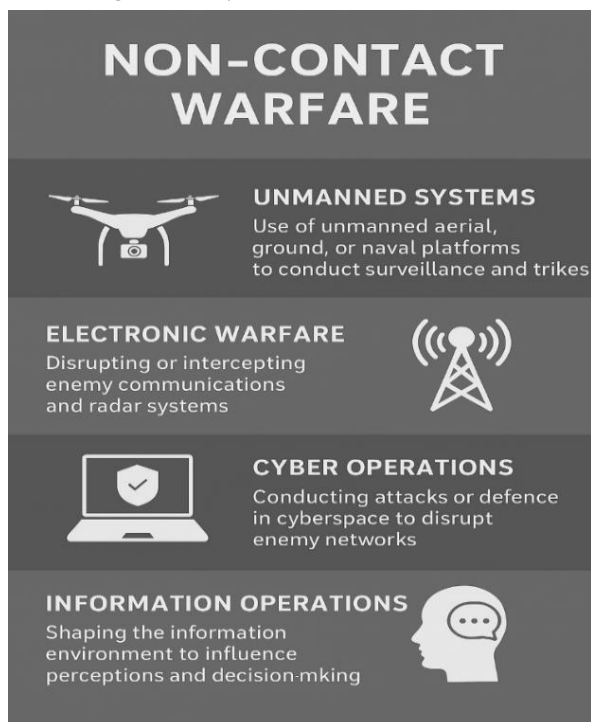 NON-CONTACT
WARFARE
UNMANNED SYSTEMS
Use of unmanned aerial,
ground, or naval platforms
to conduct surveillance and trikes
ELECTRONIC WARFARE
Disrupting or intercepting
enemy communications
and radar systems
CYBER OPERATIONS
Conducting attacks or defence
in cyberspace to disrupt
enemy networks
INFORMATION OPERATIONS
Shaping the information
environment to influence
perceptions and decision-mking